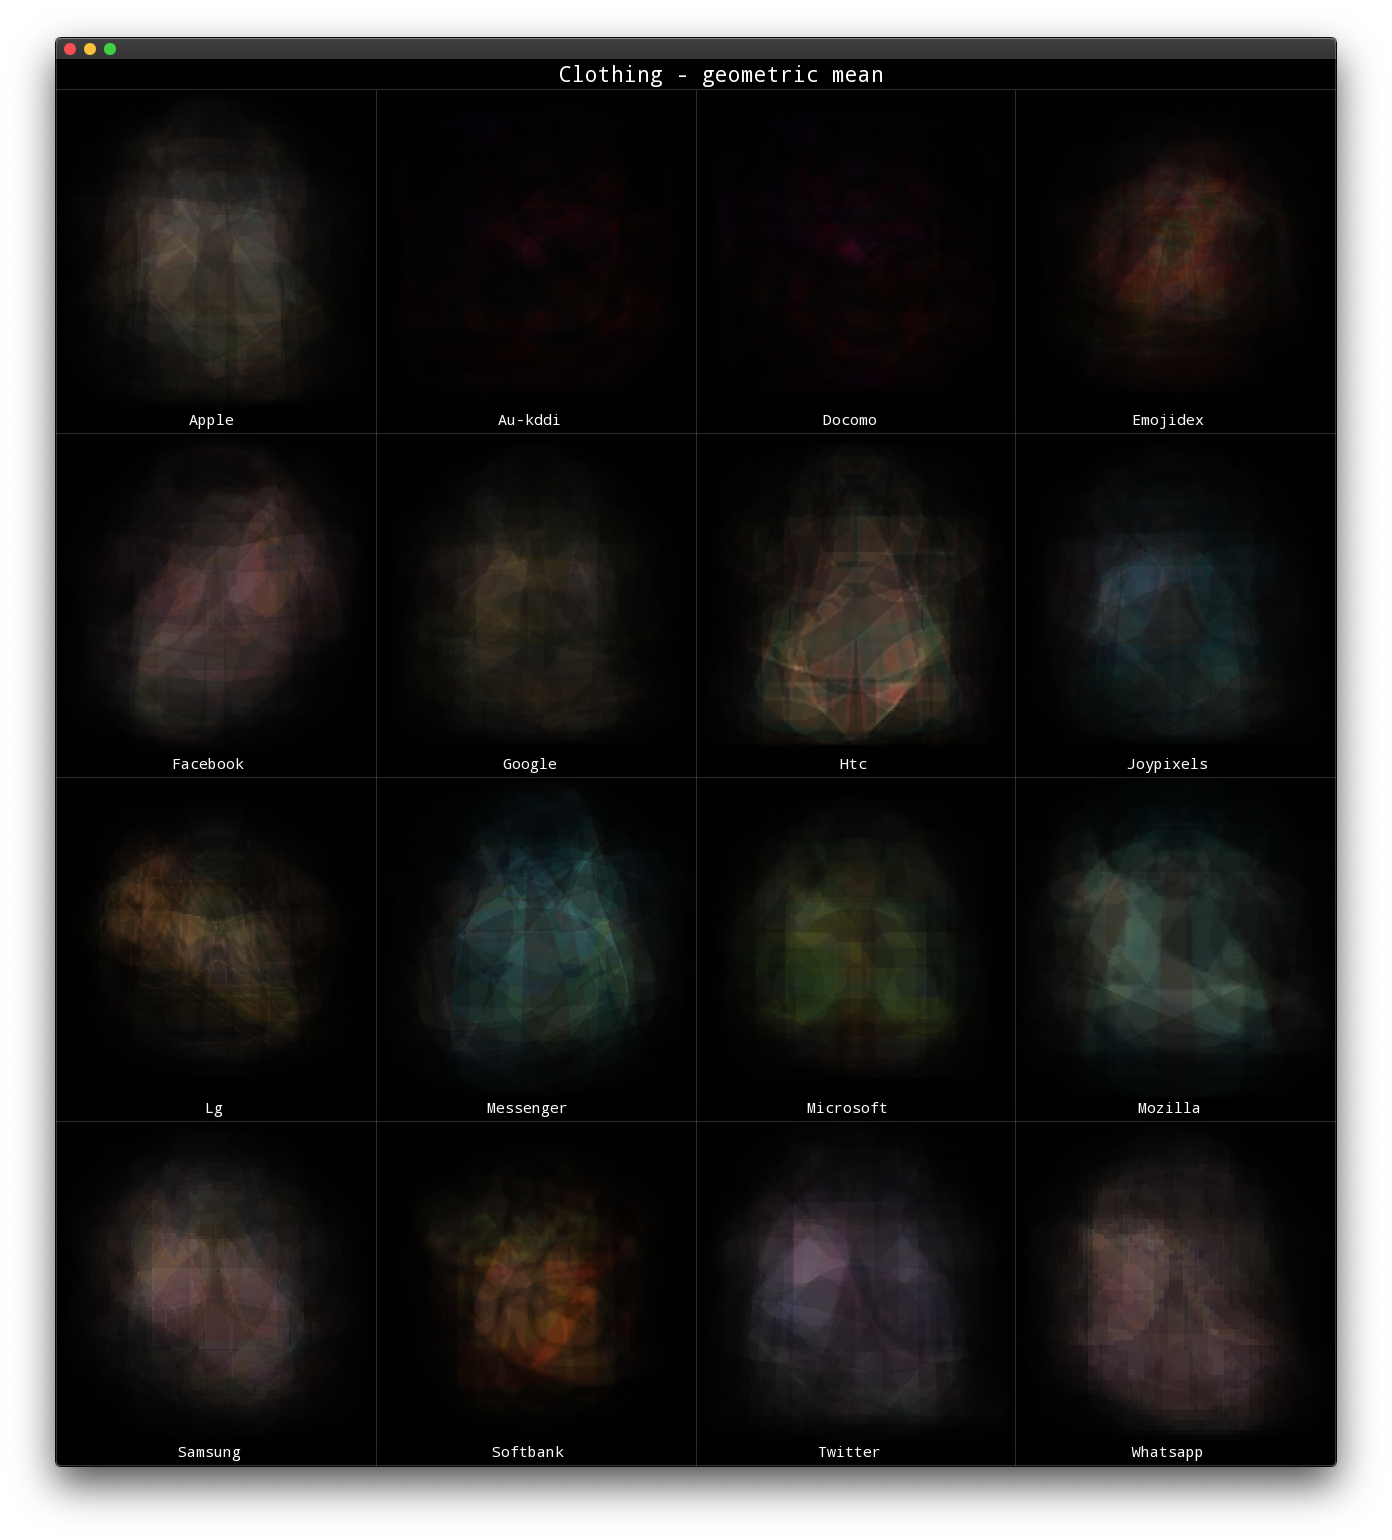 Clothing - geometric mean
Apple
Au-kddi
Docomo
Emojidex
Facebook
Google
Htc
Joypixels
Lg
Messenger
Microsoft
Mozilla
Samsung
Softbank
Twitter
Whatsapp